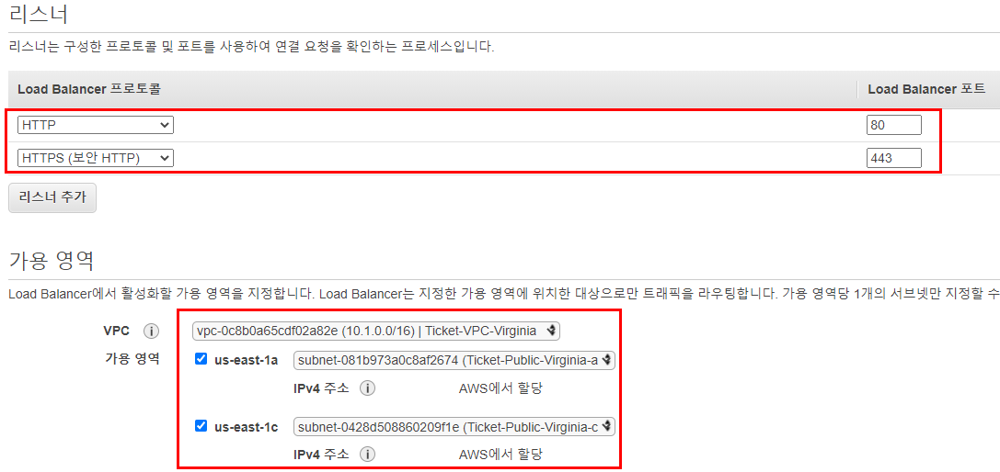 리스너
리스너는 구성한 프로토콜 및 포트를 사용하여 연결 요청을 확인하는 프로세스입니다.
Load Balancer 프로토콜 Load Balancer 포트
HTTP 80
HTTPS (보안 HTTP) 443
리스너 추가
가용 영역
Load Balancer에서 활성화할 가용 영역을 지정합니다. Load Balancer는 지정한 가용 영역에 위치한 대상으로만 트래픽을 라우팅합니다. 가용 영역당 1개의 서브넷만 지정할 수
VPC i vpc-0c8b0a65cdf02a82e (10.1.0.0/16) | Ticket-VPC-Virginia
가용 영역 us-east-1a subnet-081b973a0c8af2674 (Ticket-Public-Virginia-a
IPv4 주소 i AWS에서 할당
us-east-1c subnet-0428d508860209f1e (Ticket-Public-Virginia-c
IPv4 주소 i AWS에서 할당